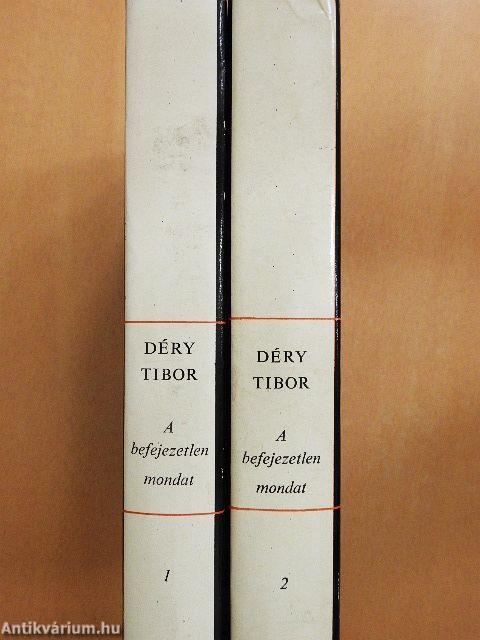 DÉRY
TIBOR
A
befejezetlen
mondat
1
DÉRY
TIBOR
A
befejezetlen
mondat
2
Antikvárium.hu